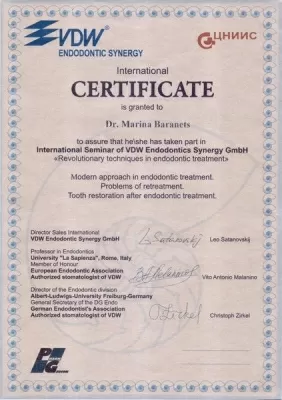 VDW
ENDODONTIC SYNERGY
ЦНИИС
International
CERTIFICATE
is granted to
Dr. Marina Baranets
to assure that he\she has taken part in
International Seminar of VDW Endodontics Synergy GmbH
«Revolutionary techniques in endodontic treatment»
Modern approach in endodontic treatment.
Problems of retreatment.
Tooth restoration after endodontic treatment.
Director Sales International
VDW Endodontic Synergy GmbH
Leo Satanovskij
Professor in Endodontics
University "La Sapienza", Rome, Italy
Member of Honour
European Endodontic Association
Authorized stomatologist of VDW
Vito Antonio Malanino
Director of the Endodontic division
Albert-Ludwigs-University Freiburg-Germany
General Secretary of the DG Endo
German Endodontist's Association
Authorized stomatologist of VDW
Christoph Zirkel